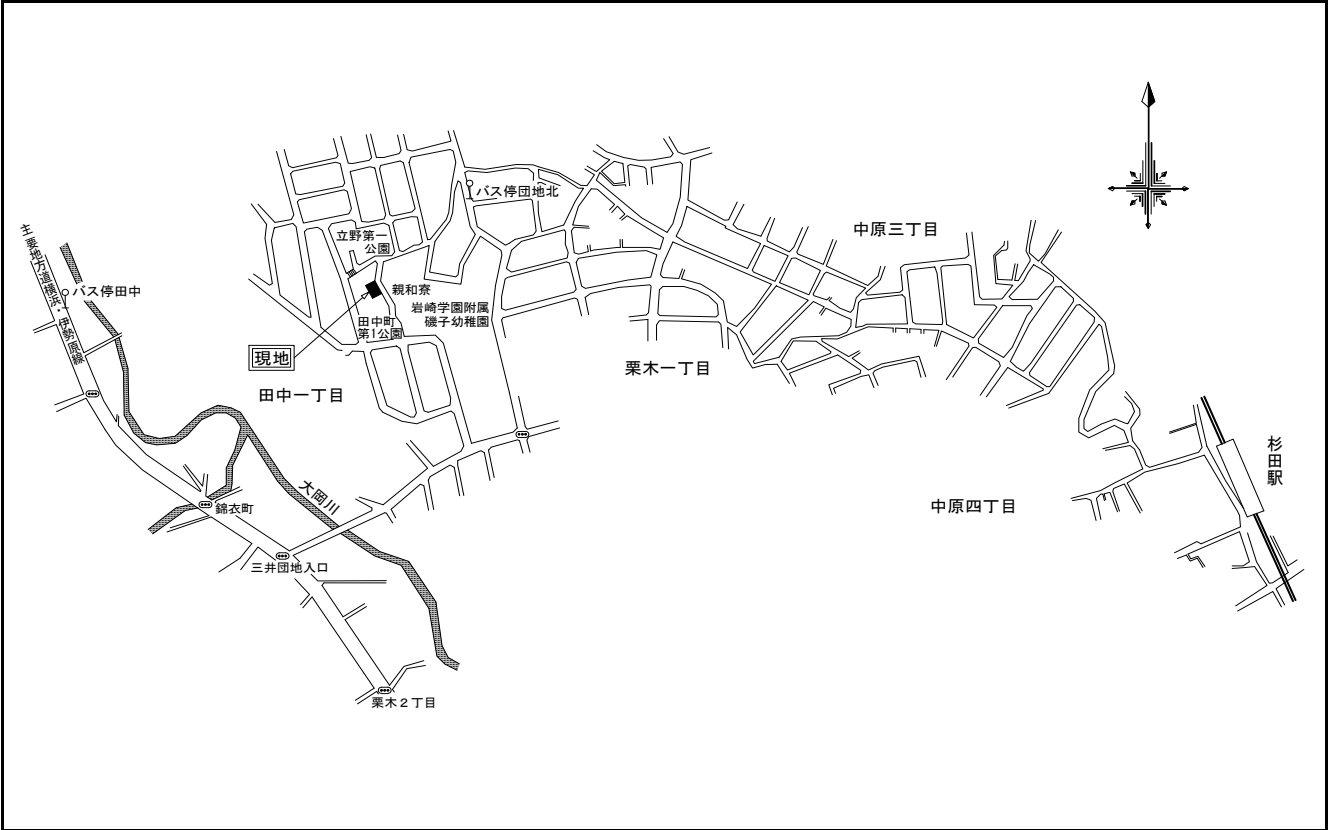 中原三丁目
バス停団地北
立野第一
公園
主要地方道横浜・伊勢原線
バス停田中
親和寮
岩崎学園附属
磯子幼稚園
田中町
第1公園
現地
田中一丁目
栗木一丁目
杉田駅
大岡川
錦衣町
中原四丁目
三井団地入口
栗木２丁目